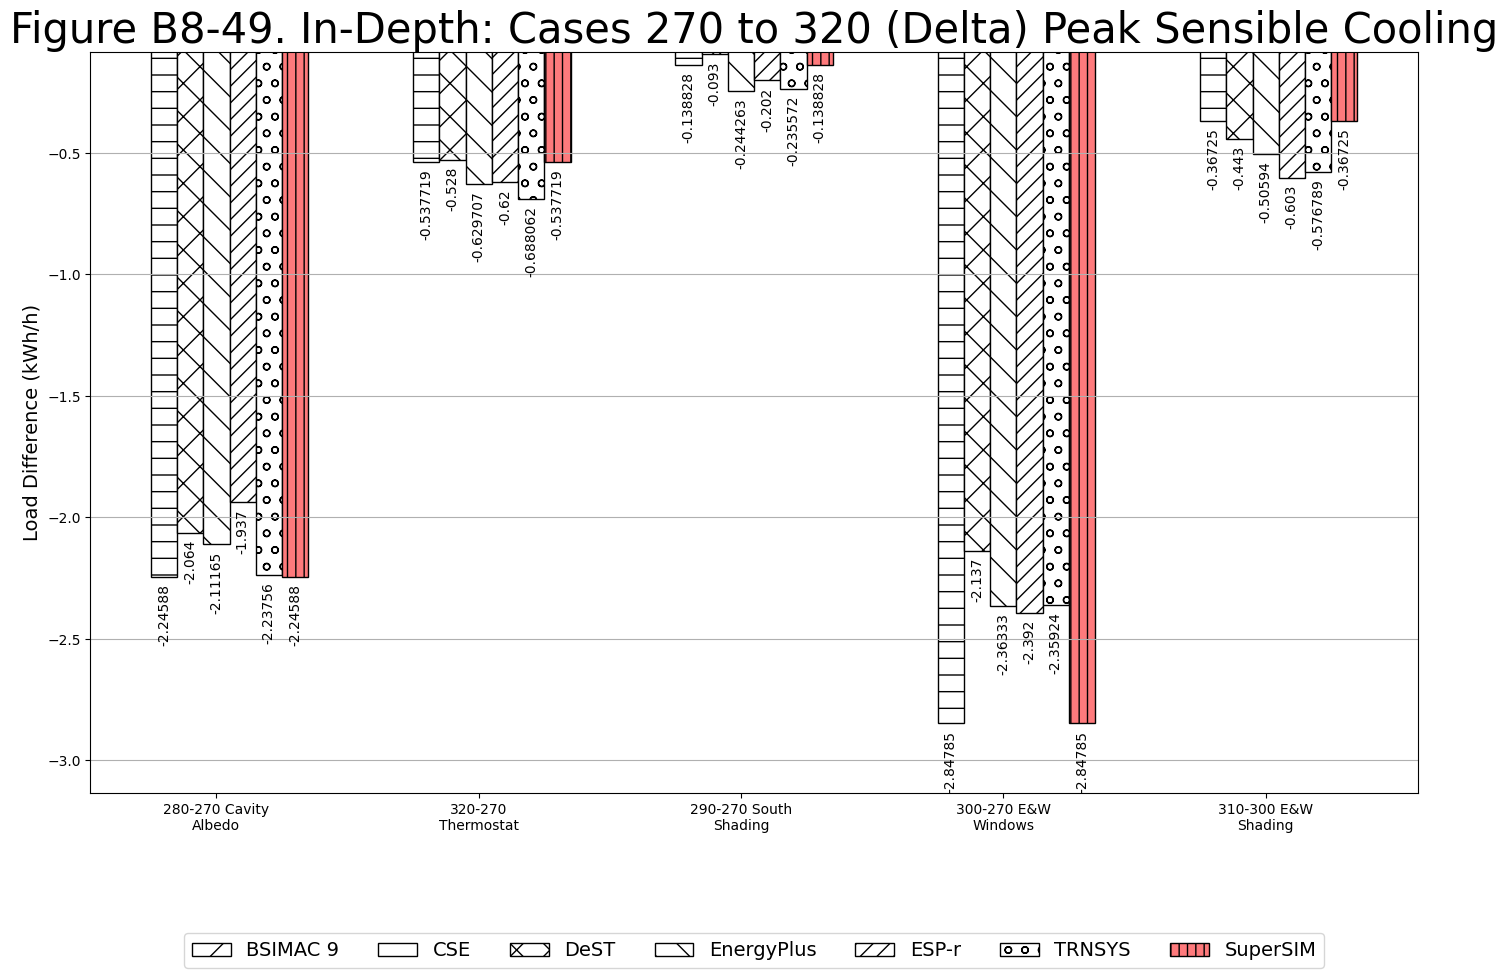 Figure B8-49. In-Depth: Cases 270 to 320 (Delta) Peak Sensible Cooling
Load Difference (kWh/h)
−0.5
−1.0
−1.5
−2.0
−2.5
−3.0
-2.24588
-2.064
-2.11165
-1.937
-2.23756
-2.24588
-0.537719
-0.528
-0.629707
-0.62
-0.688062
-0.537719
-0.138828
-0.093
-0.244263
-0.202
-0.235572
-0.138828
-2.84785
-2.137
-2.36333
-2.392
-2.35924
-2.84785
-0.36725
-0.443
-0.50594
-0.603
-0.576789
-0.36725
280-270 Cavity
Albedo
320-270
Thermostat
290-270 South
Shading
300-270 E&W
Windows
310-300 E&W
Shading
BSIMAC 9
CSE
DeST
EnergyPlus
ESP-r
TRNSYS
SuperSIM